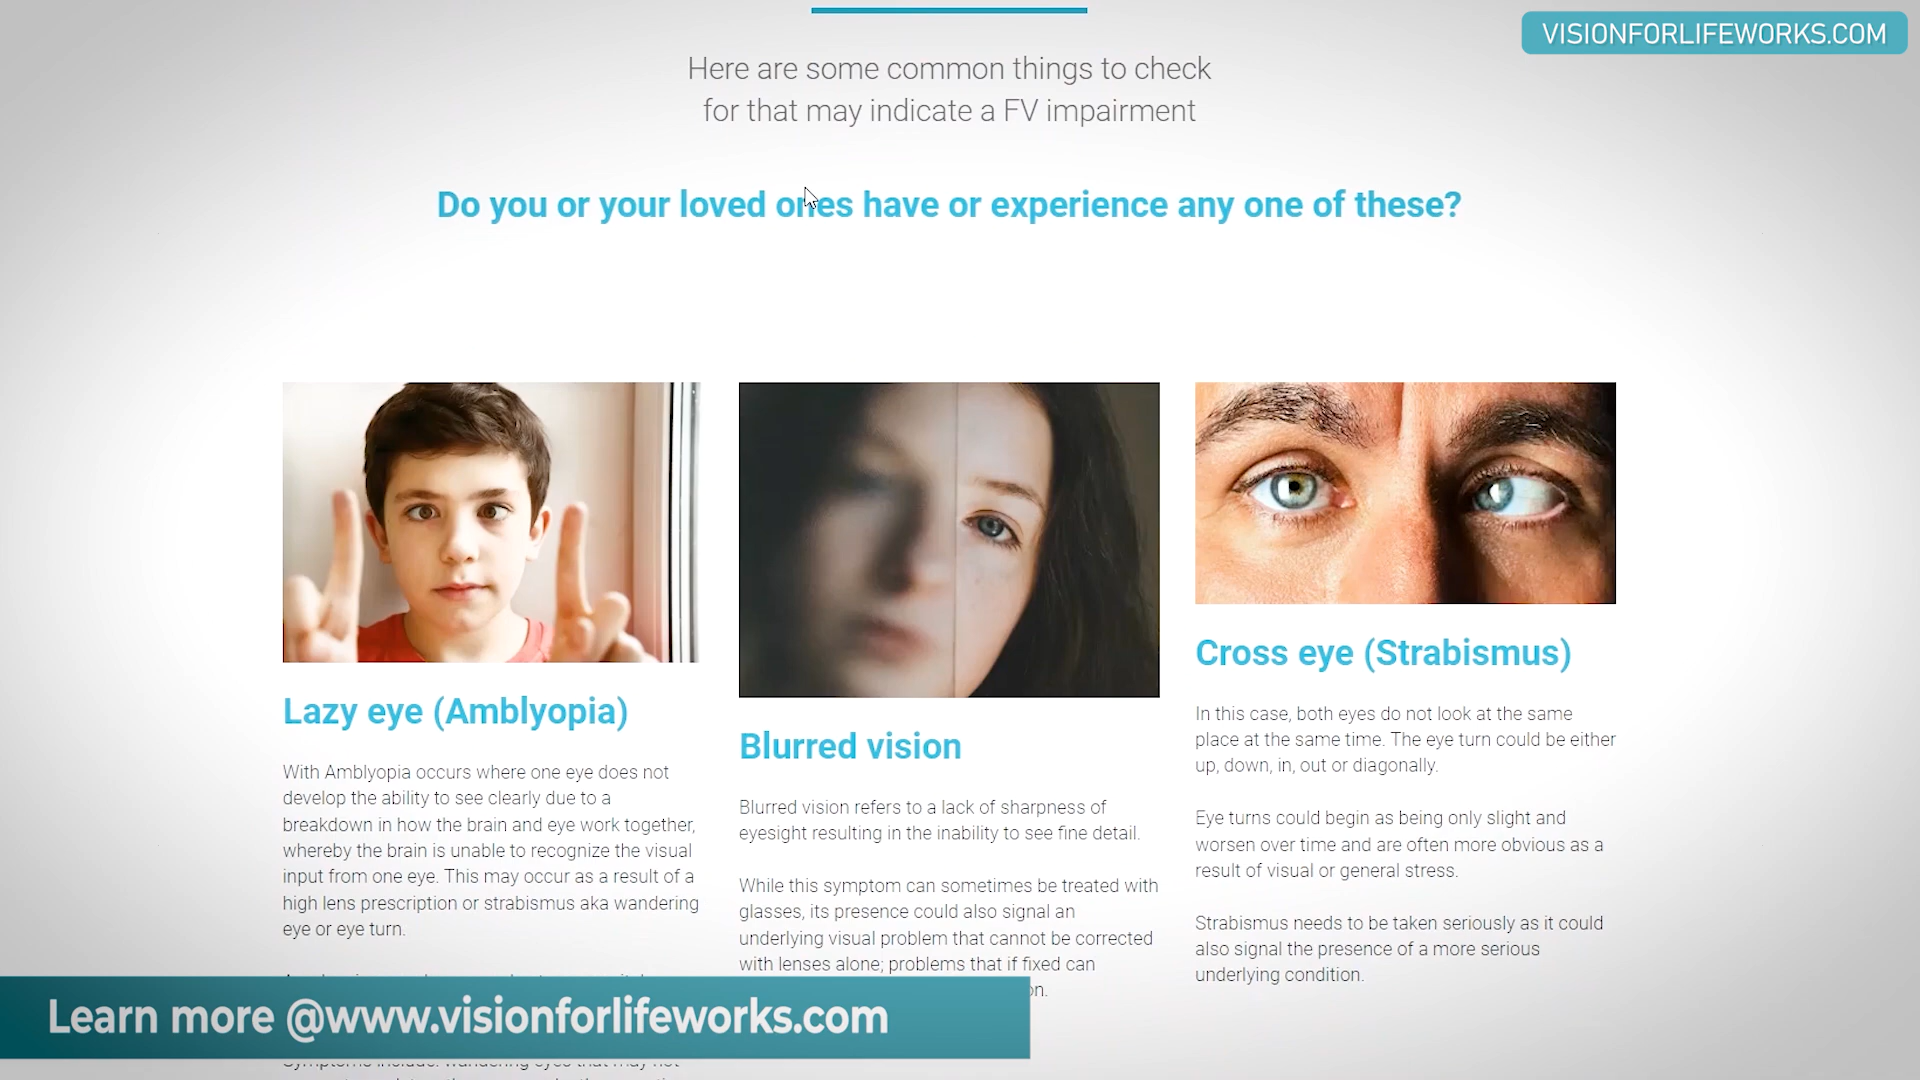 VISIONFORLIFEWORKS.COM
Here are some common things to check
for that may indicate a FV impairment
Do you or your loved ones have or experience any one of these?
Lazy eye (Amblyopia)
With Amblyopia occurs where one eye does not
develop the ability to see clearly due to a
breakdown in how the brain and eye work together,
whereby the brain is unable to recognize the visual
input from one eye. This may occur as a result of a
high lens prescription or strabismus aka wandering
eye or eye turn.
Blurred vision
Blurred vision refers to a lack of sharpness of
eyesight resulting in the inability to see fine detail.
While this symptom can sometimes be treated with
glasses, its presence could also signal an
underlying visual problem that cannot be corrected
with lenses alone; problems that if fixed can
on.
Cross eye (Strabismus)
In this case, both eyes do not look at the same
place at the same time. The eye turn could be either
up, down, in, out or diagonally.
Eye turns could begin as being only slight and
worsen over time and are often more obvious as a
result of visual or general stress.
Strabismus needs to be taken seriously as it could
also signal the presence of a more serious
underlying condition.
Learn more @www.visionforlifeworks.com